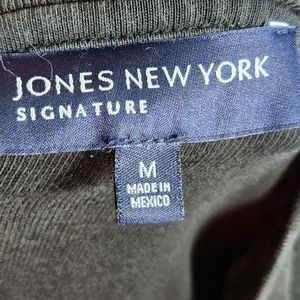 JONES NEW YORK
SIGNATURE
M
MADE IN
MEXICO